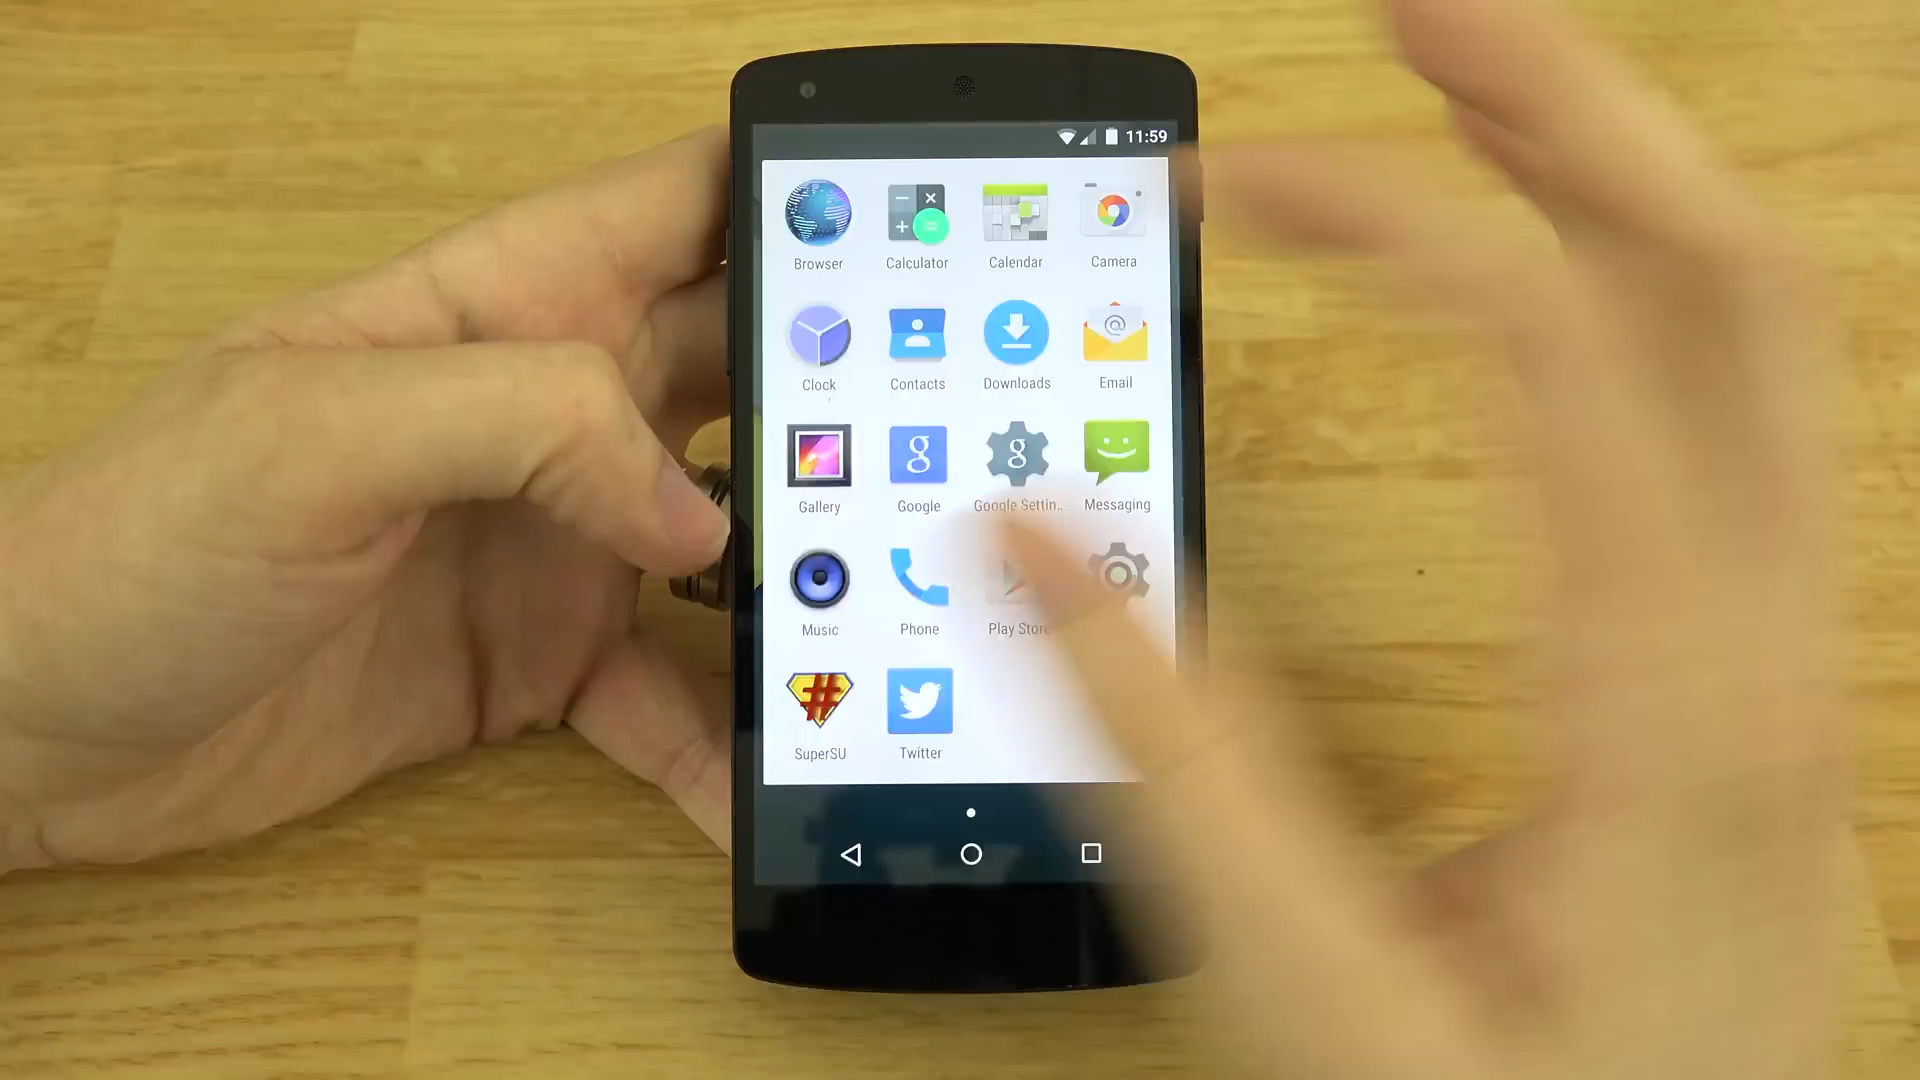 11:59
Browser Calculator Calendar Camera
Clock Contacts Downloads Email
Gallery Google Google Settin.. Messaging
Music Phone Play Store
SuperSU Twitter